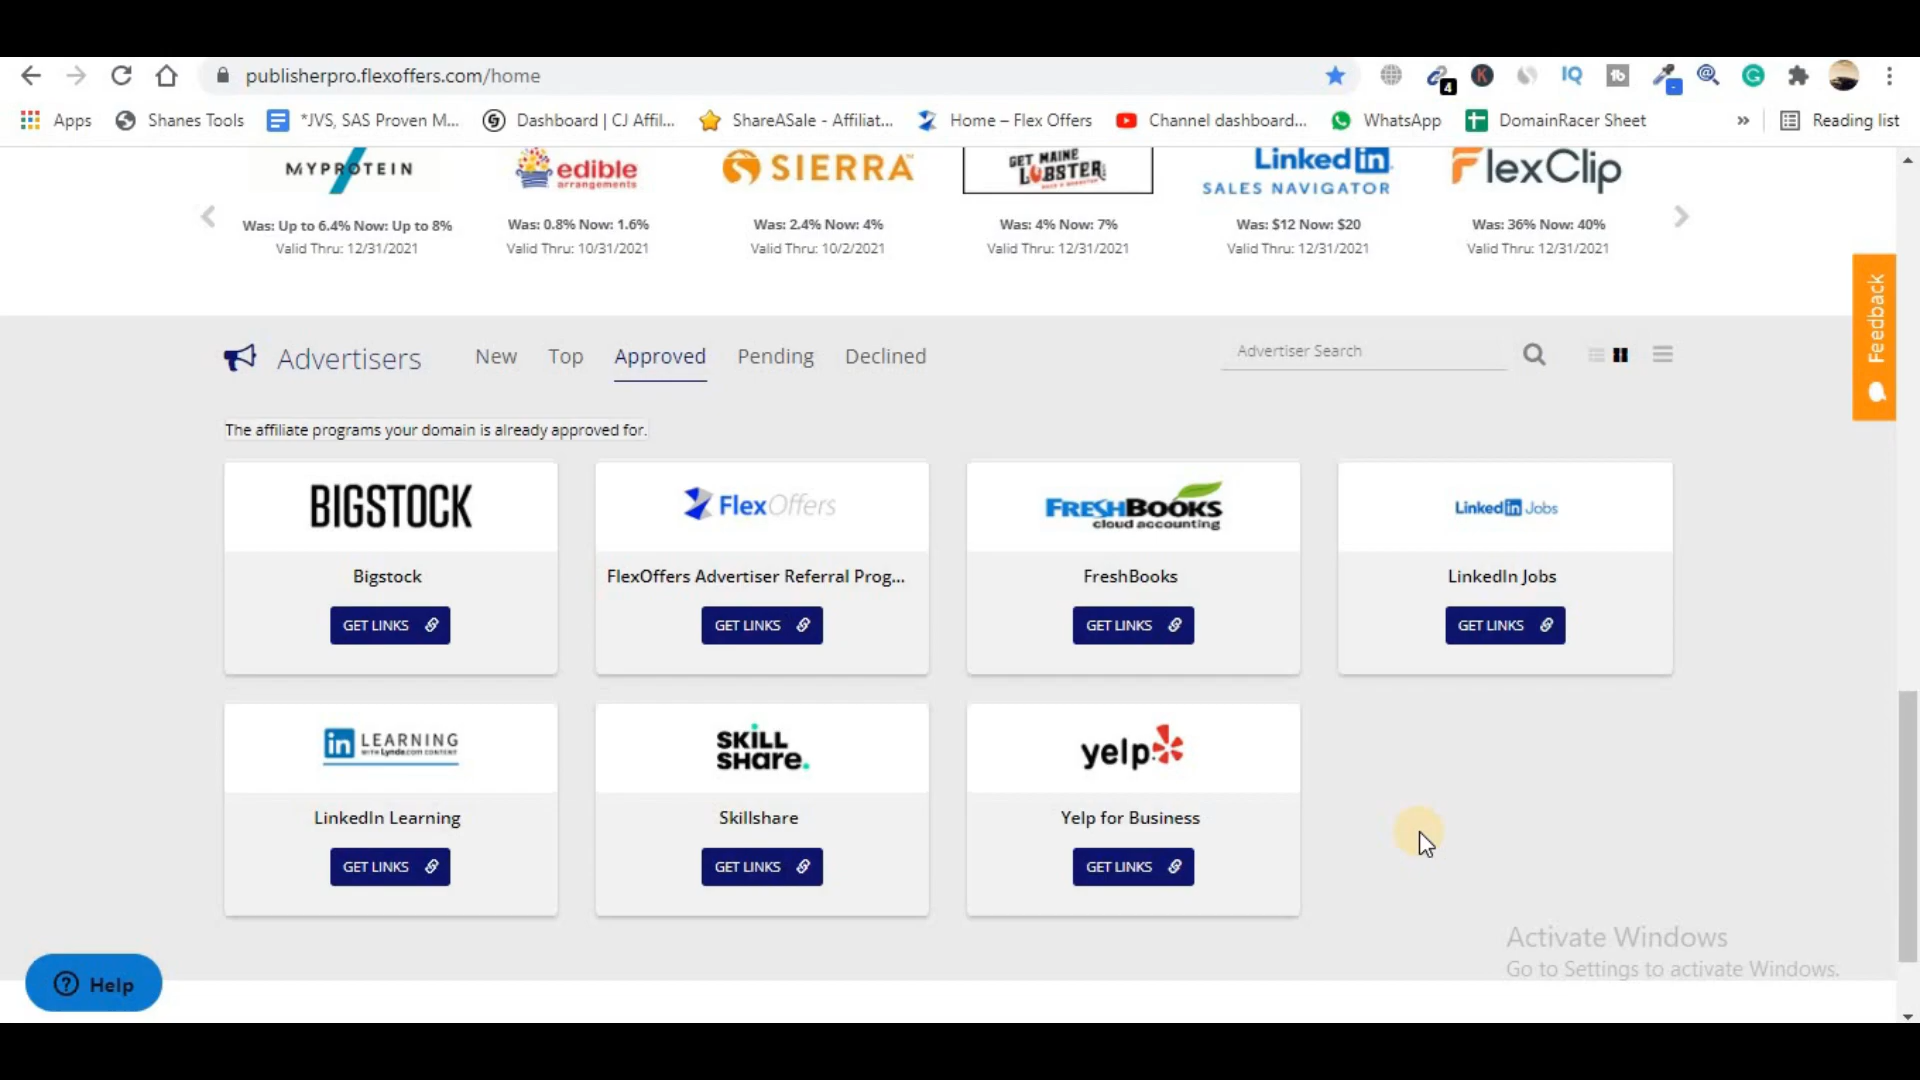 publisherpro.flexoffers.com/home
4
K
IQ
tb
G
Apps
Shanes Tools
*JVS, SAS Proven M...
Dashboard | CJ Affil...
ShareASale - Affiliat...
Home – Flex Offers
Channel dashboard...
WhatsApp
DomainRacer Sheet
»
Reading list
MYPROTEIN
edible
arrangements
SIERRA
GET MAINE
LOBSTER
Linked in
SALES NAVIGATOR
FlexClip
Was: Up to 6.4% Now: Up to 8%
Was: 0.8% Now: 1.6%
Was: 2.4% Now: 4%
Was: 4% Now: 7%
Was: $12 Now: $20
Was: 36% Now: 40%
Valid Thru: 12/31/2021
Valid Thru: 10/31/2021
Valid Thru: 10/2/2021
Valid Thru: 12/31/2021
Valid Thru: 12/31/2021
Valid Thru: 12/31/2021
Feedback
Advertisers
New
Top
Approved
Pending
Declined
Advertiser Search
The affiliate programs your domain is already approved for.
BIGSTOCK
FlexOffers
FRESHBOOKS
cloud accounting
Linked in Jobs
Bigstock
FlexOffers Advertiser Referral Prog...
FreshBooks
LinkedIn Jobs
GET LINKS
GET LINKS
GET LINKS
GET LINKS
in LEARNING
WITH Lynda.com CONTENT
SKILL
SHare.
yelp
LinkedIn Learning
Skillshare
Yelp for Business
GET LINKS
GET LINKS
GET LINKS
Activate Windows
Go to Settings to activate Windows.
? Help